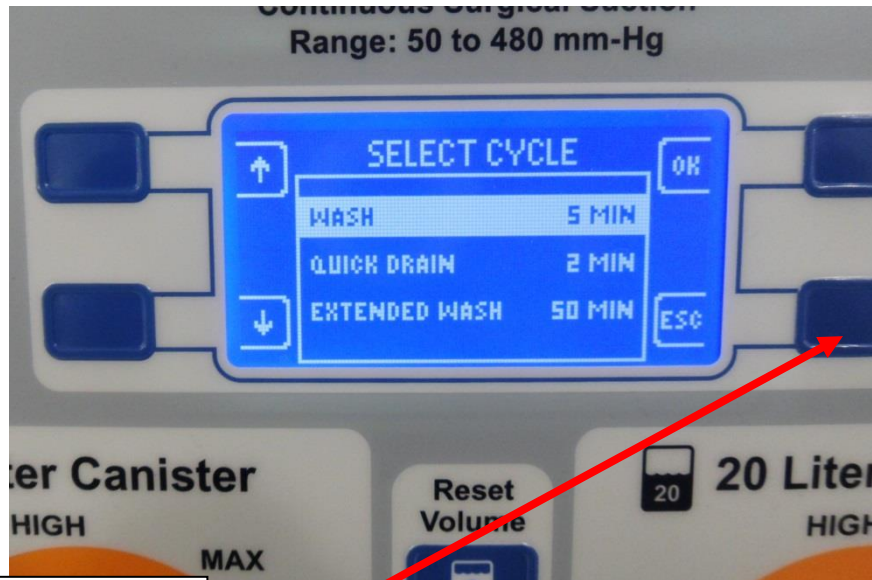 Range: 50 to 480 mm-Hg
SELECT CYCLE
OK
WASH 5 MIN
QUICK DRAIN 2 MIN
EXTENDED WASH 50 MIN
ESC
Canister
HIGH
MAX
Reset
Volume
20
20 Liter
HIGH